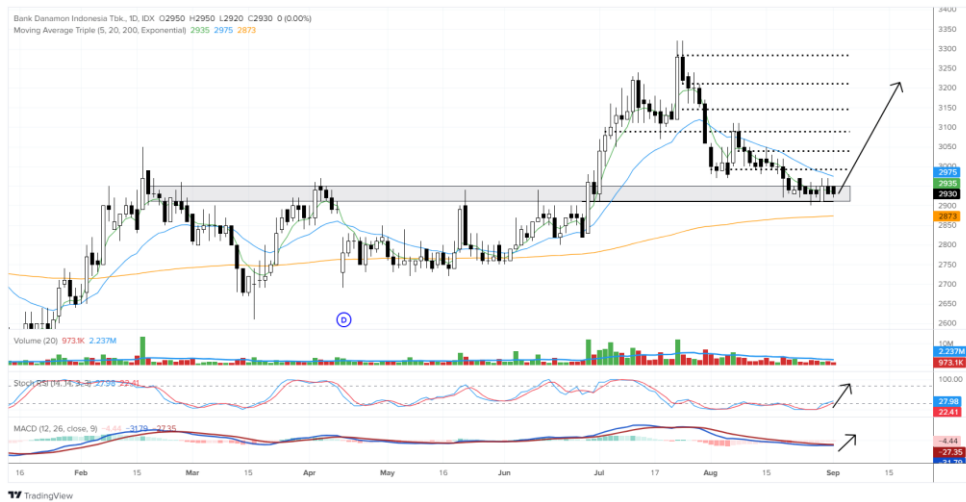 Bank Danamon Indonesia Tbk., 1D, IDX O2950 H2950 L2920 C2930 0 (0.00%)
Moving Average Triple (5, 20, 200, Exponential) 2935 2975 2873
3400
3350
3300
3250
3200
3150
3100
3050
3000
2975
2935
2930
2900
2873
2850
2800
2750
2700
2650
2600
D
Volume (20) 973.1K 2.237M
10M
2.237M
973.1K
Stoch RSI (14, 14, 3, 3) 27.98 22.41
100.00
27.98
22.41
MACD (12, 26, close, 9) -4.44 -31.79 -27.35
-4.44
-27.35
-31.79
16 Feb 15 Mar 15 Apr May 15 Jun Jul 17 Aug 15 Sep 15
TradingView